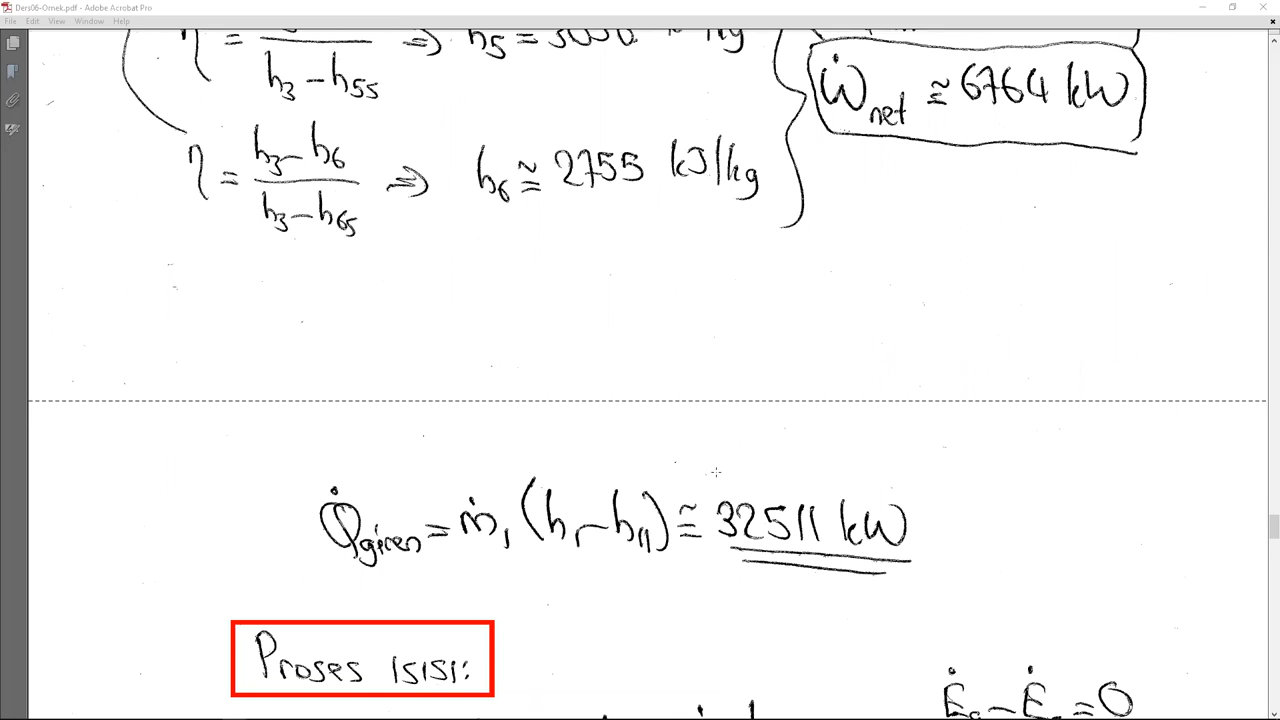 Ders06-Ornek.pdf - Adobe Acrobat Pro
File Edit View Window Help
η = / h₃ – h₅ₛ ⇒ h₅ =
Ẇnet ≅ 6764 kW
η = h₃ – h₆ / h₃ – h₆ₛ ⇒ h₆ ≅ 2755 kJ/kg
Q̇giren = ṁ₁ (h₁ – h₁₁) ≅ 32511 kW
Proses ısısı:
= 0